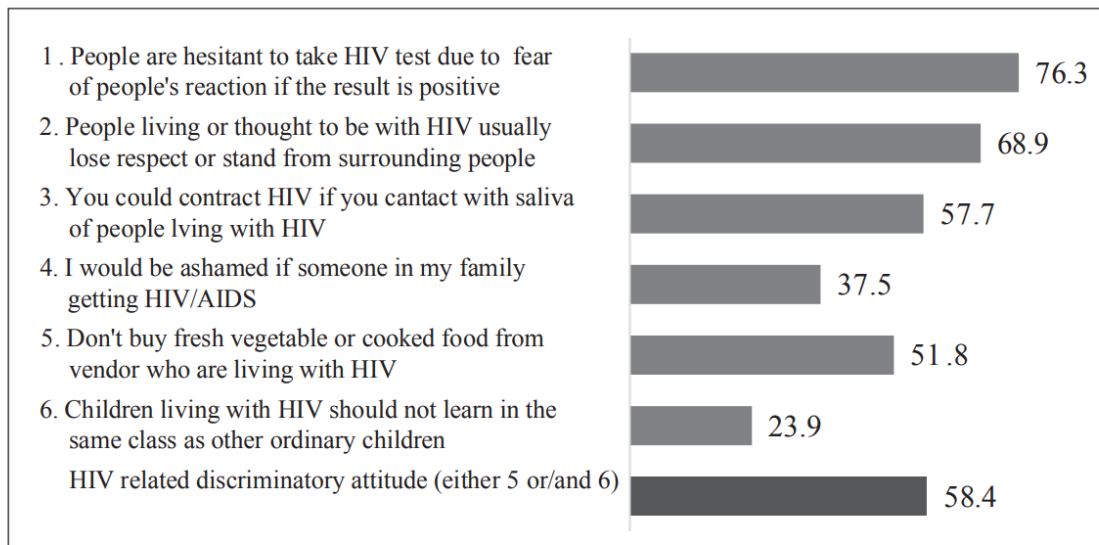 1 . People are hesitant to take HIV test due to fear
of people's reaction if the result is positive
76.3
2. People living or thought to be with HIV usually
lose respect or stand from surrounding people
68.9
3. You could contract HIV if you cantact with saliva
of people lving with HIV
57.7
4. I would be ashamed if someone in my family
getting HIV/AIDS
37.5
5. Don't buy fresh vegetable or cooked food from
vendor who are living with HIV
51.8
6. Children living with HIV should not learn in the
same class as other ordinary children
23.9
HIV related discriminatory attitude (either 5 or/and 6)
58.4